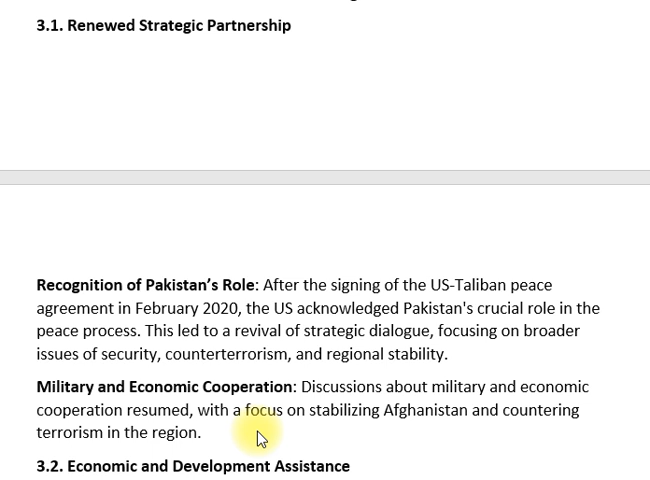 3.1. Renewed Strategic Partnership
Recognition of Pakistan’s Role: After the signing of the US-Taliban peace
agreement in February 2020, the US acknowledged Pakistan's crucial role in the
peace process. This led to a revival of strategic dialogue, focusing on broader
issues of security, counterterrorism, and regional stability.
Military and Economic Cooperation: Discussions about military and economic
cooperation resumed, with a focus on stabilizing Afghanistan and countering
terrorism in the region.
3.2. Economic and Development Assistance